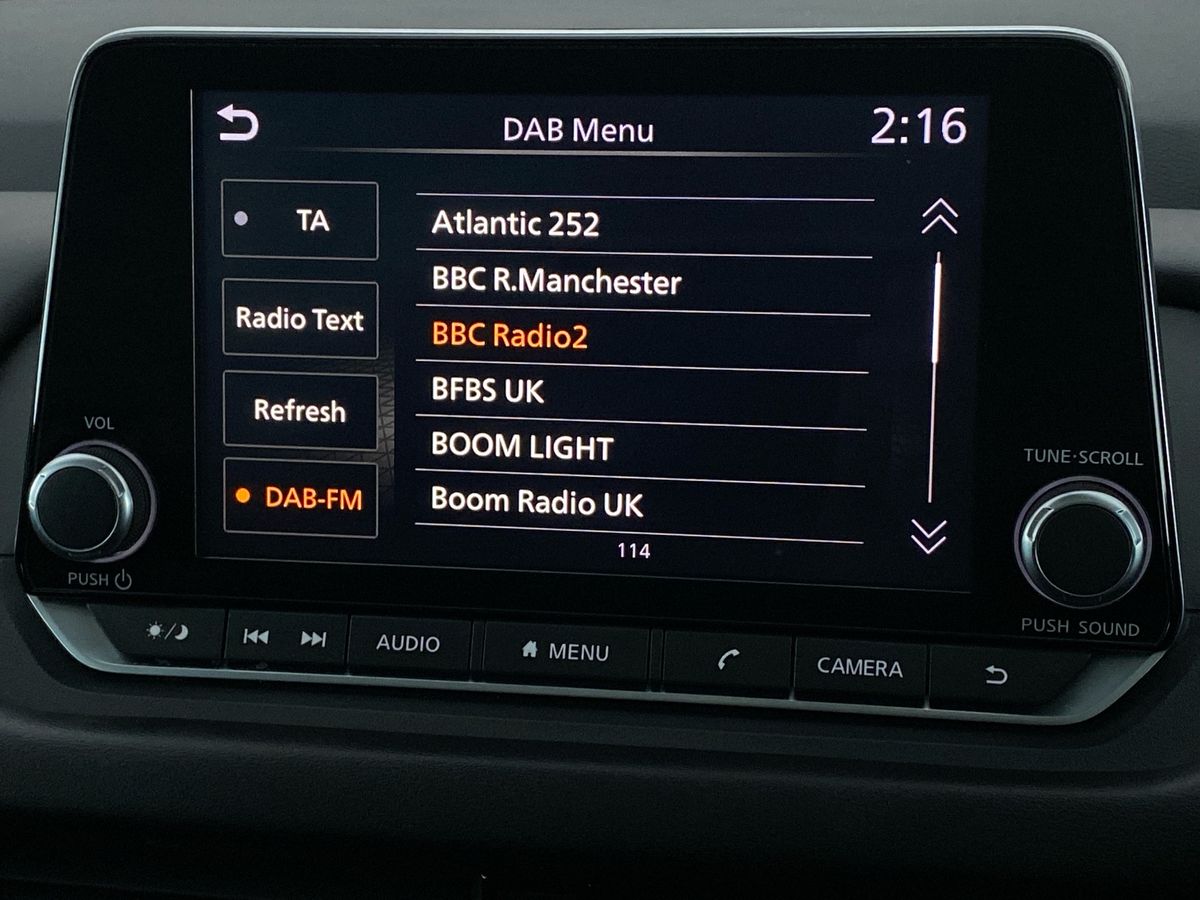 DAB Menu
2:16
TA
Radio Text
Refresh
DAB-FM
Atlantic 252
BBC R.Manchester
BBC Radio2
BFBS UK
BOOM LIGHT
Boom Radio UK
114
VOL
PUSH
TUNE·SCROLL
PUSH SOUND
AUDIO
MENU
CAMERA